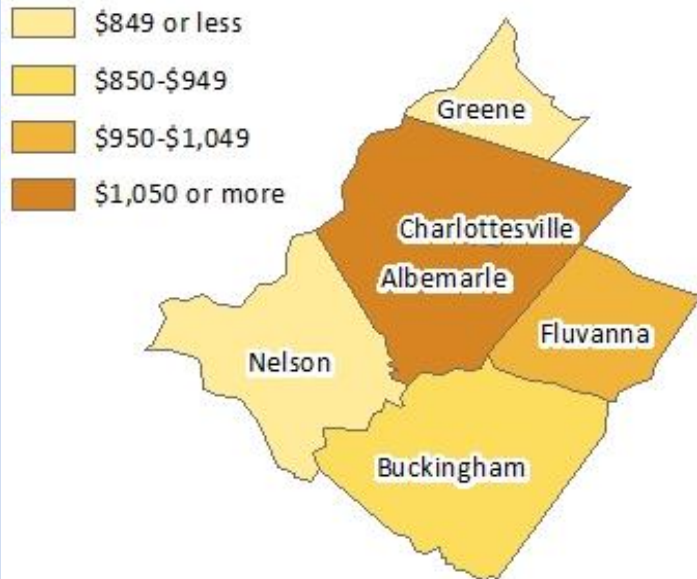 $849 or less
$850-$949
$950-$1,049
$1,050 or more
Greene
Charlottesville
Albemarle
Fluvanna
Nelson
Buckingham